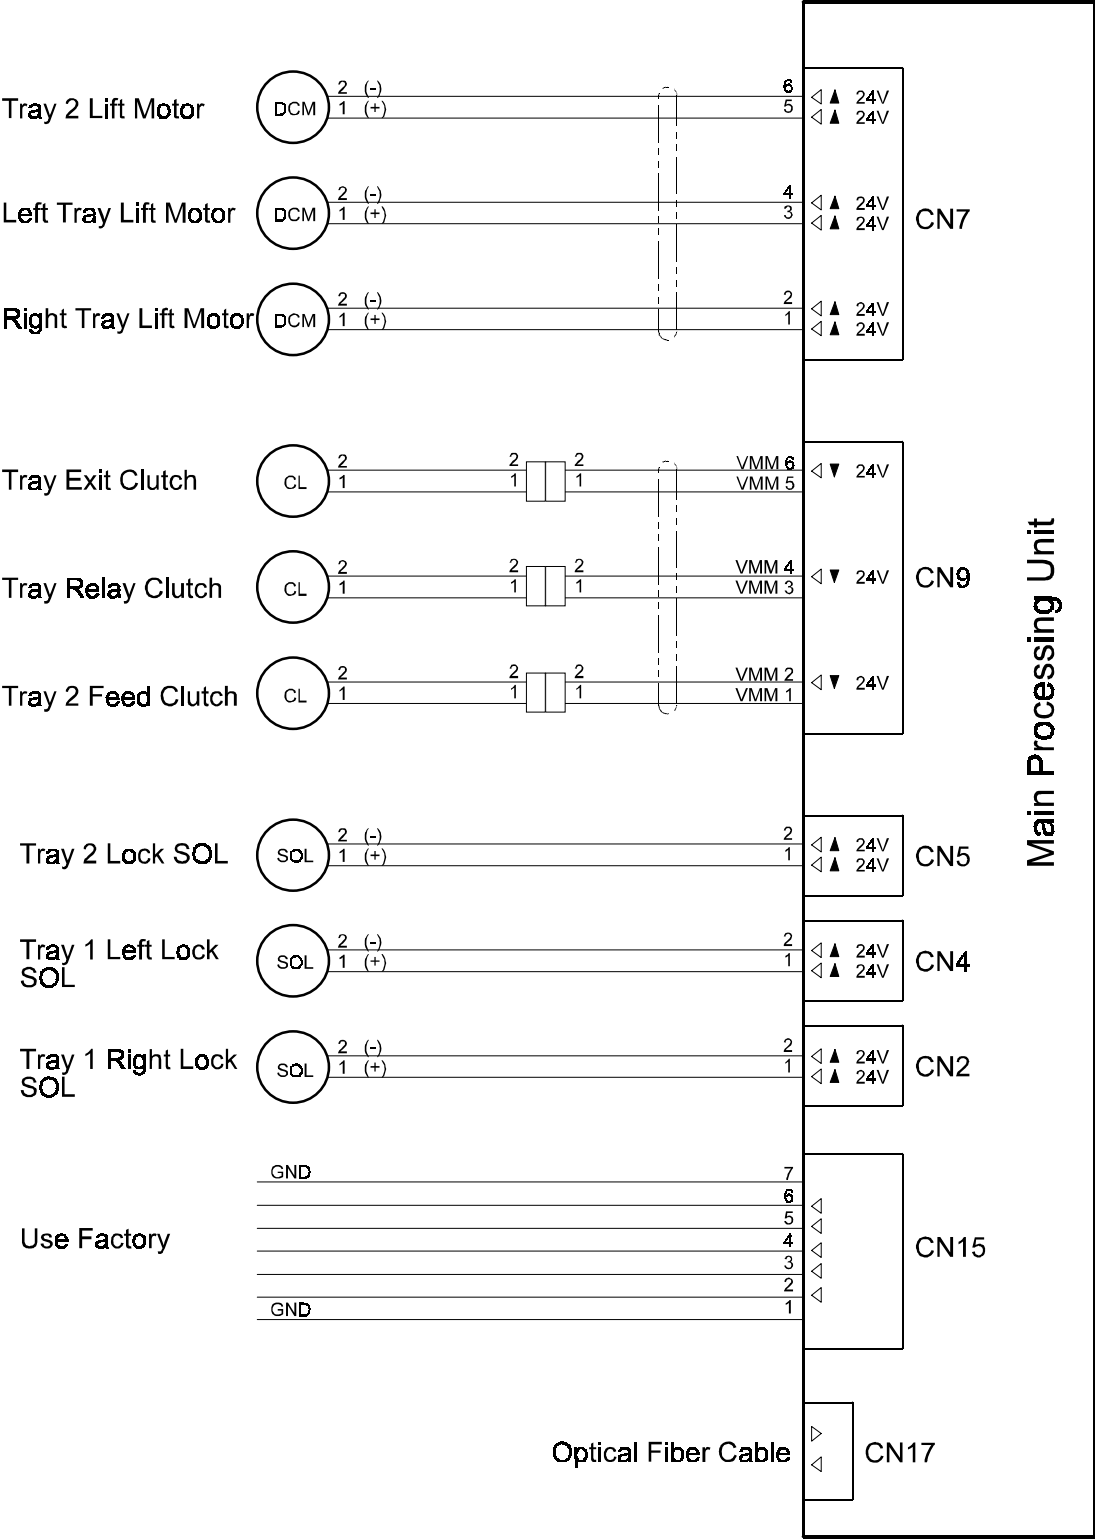 2 (-) 6 24V
Tray 2 Lift Motor DCM 1 (+) 5 24V
2 (-) 4 24V
Left Tray Lift Motor DCM 1 (+) 3 24V CN7
2 (-) 2 24V
Right Tray Lift Motor DCM 1 (+) 1 24V
2 2 2 VMM 6 24V
Tray Exit Clutch CL 1 1 1 VMM 5
2 2 2 VMM 4 24V CN9
Tray Relay Clutch CL 1 1 1 VMM 3
2 2 2 VMM 2 24V
Tray 2 Feed Clutch CL 1 1 1 VMM 1
Main Processing Unit
2 (-) 2 24V
Tray 2 Lock SOL SOL 1 (+) 1 24V CN5
2 (-) 2 24V
Tray 1 Left Lock
SOL SOL 1 (+) 1 24V CN4
2 (-) 2 24V
Tray 1 Right Lock
SOL SOL 1 (+) 1 24V CN2
GND 7
6
5
Use Factory 4 CN15
3
2
GND 1
Optical Fiber Cable CN17